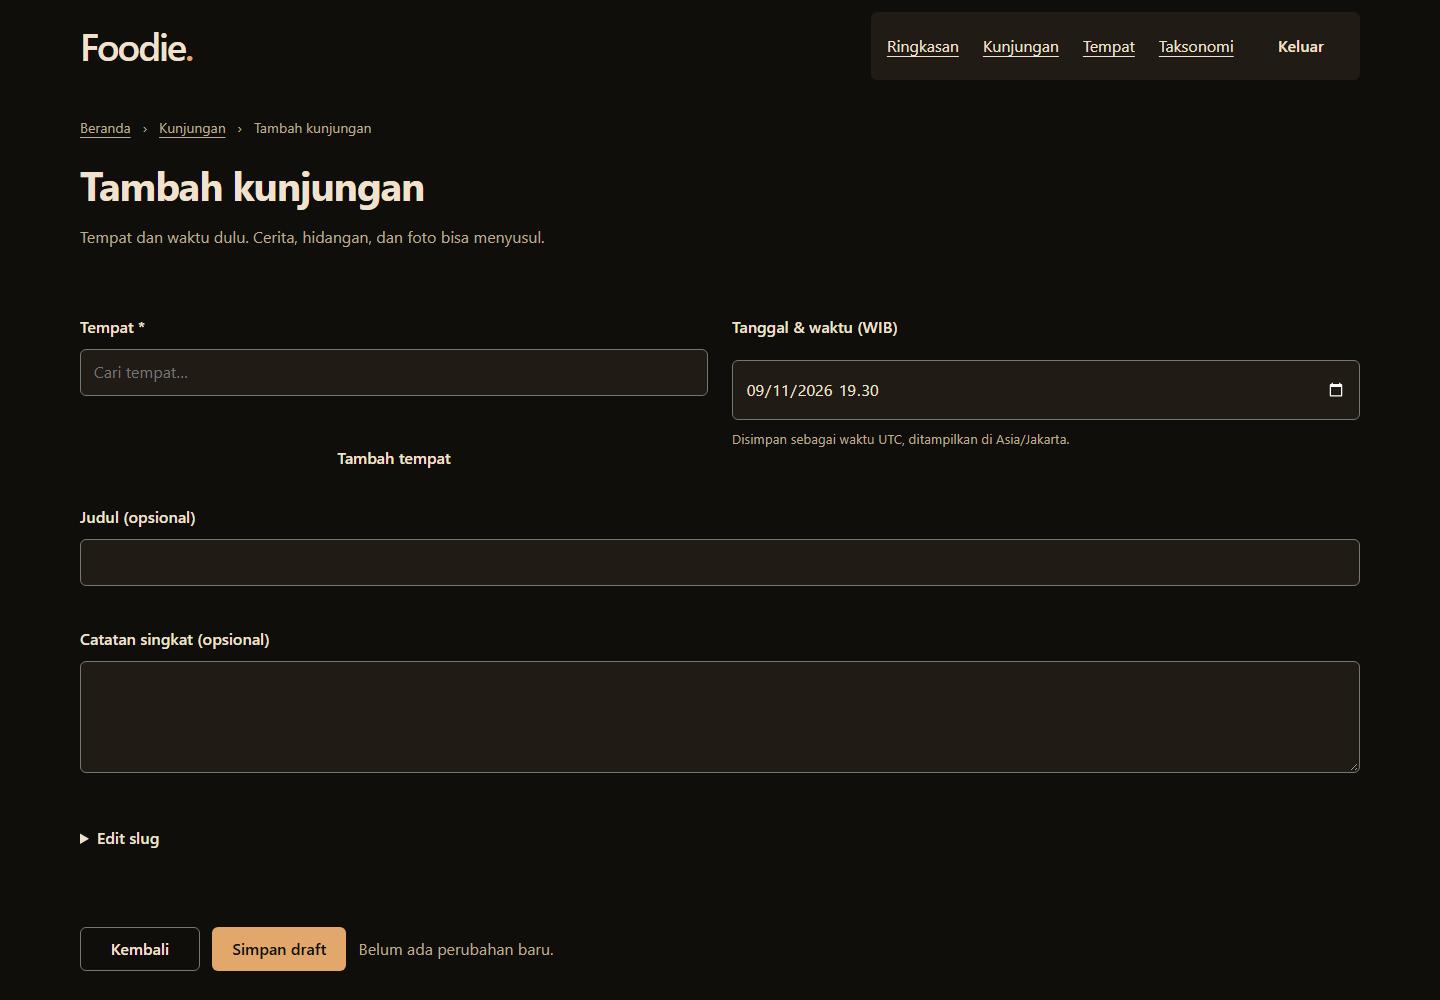 Foodie.
Ringkasan Kunjungan Tempat Taksonomi Keluar
Beranda › Kunjungan › Tambah kunjungan
Tambah kunjungan
Tempat dan waktu dulu. Cerita, hidangan, dan foto bisa menyusul.
Tempat *
Cari tempat...
Tambah tempat
Tanggal & waktu (WIB)
09/11/2026 19.30
Disimpan sebagai waktu UTC, ditampilkan di Asia/Jakarta.
Judul (opsional)
Catatan singkat (opsional)
Edit slug
Kembali Simpan draft Belum ada perubahan baru.